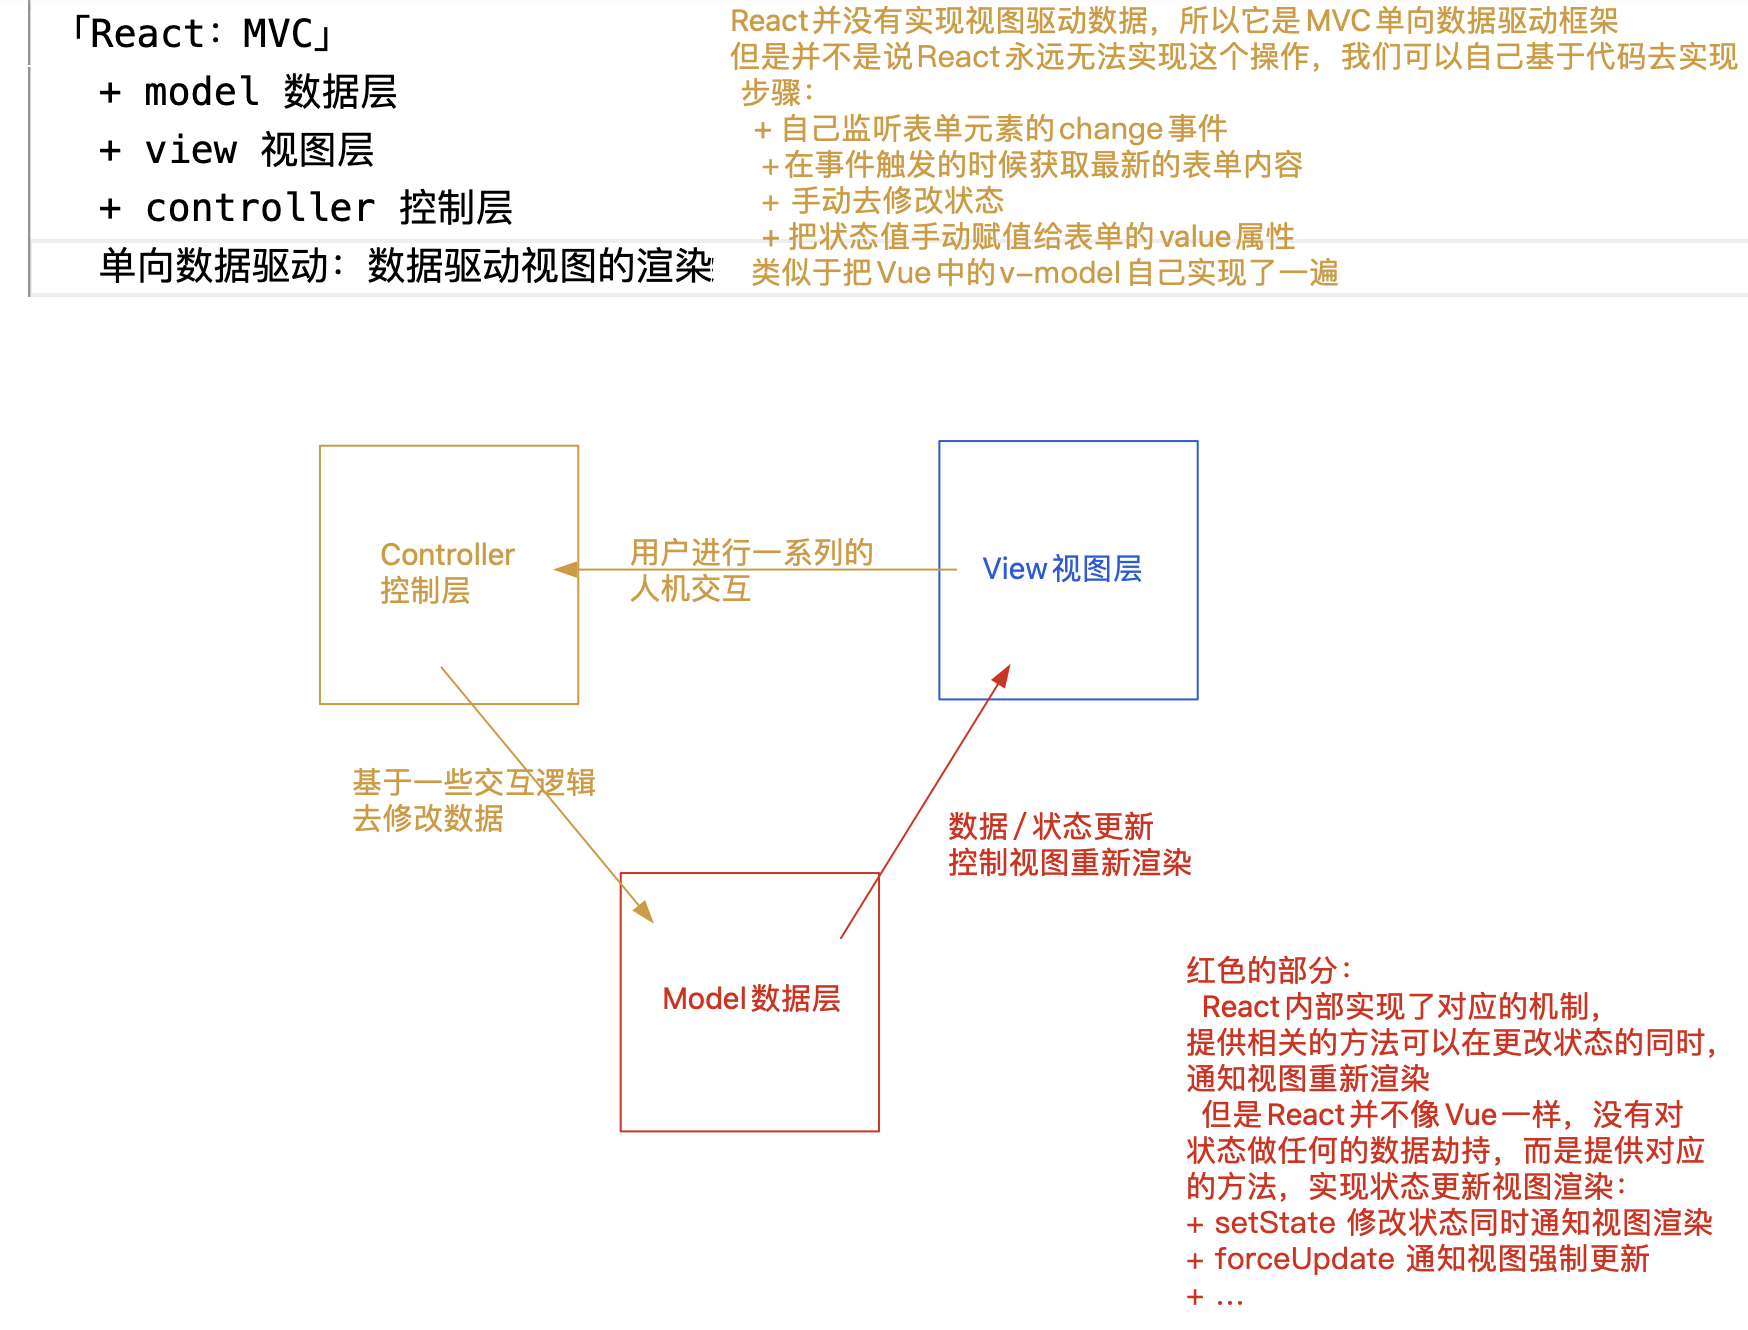 「React：MVC」
+ model 数据层
+ view 视图层
+ controller 控制层
单向数据驱动：数据驱动视图的渲染
React并没有实现视图驱动数据，所以它是MVC单向数据驱动框架
但是并不是说React永远无法实现这个操作，我们可以自己基于代码去实现
步骤：
+ 自己监听表单元素的change事件
+在事件触发的时候获取最新的表单内容
+ 手动去修改状态
+ 把状态值手动赋值给表单的value属性
类似于把Vue中的v-model自己实现了一遍
Controller
控制层
用户进行一系列的
人机交互
View视图层
基于一些交互逻辑
去修改数据
数据/状态更新
控制视图重新渲染
Model数据层
红色的部分：
React内部实现了对应的机制，
提供相关的方法可以在更改状态的同时，
通知视图重新渲染
但是React并不像Vue一样，没有对
状态做任何的数据劫持，而是提供对应
的方法，实现状态更新视图渲染：
+ setState 修改状态同时通知视图渲染
+ forceUpdate 通知视图强制更新
+ ...